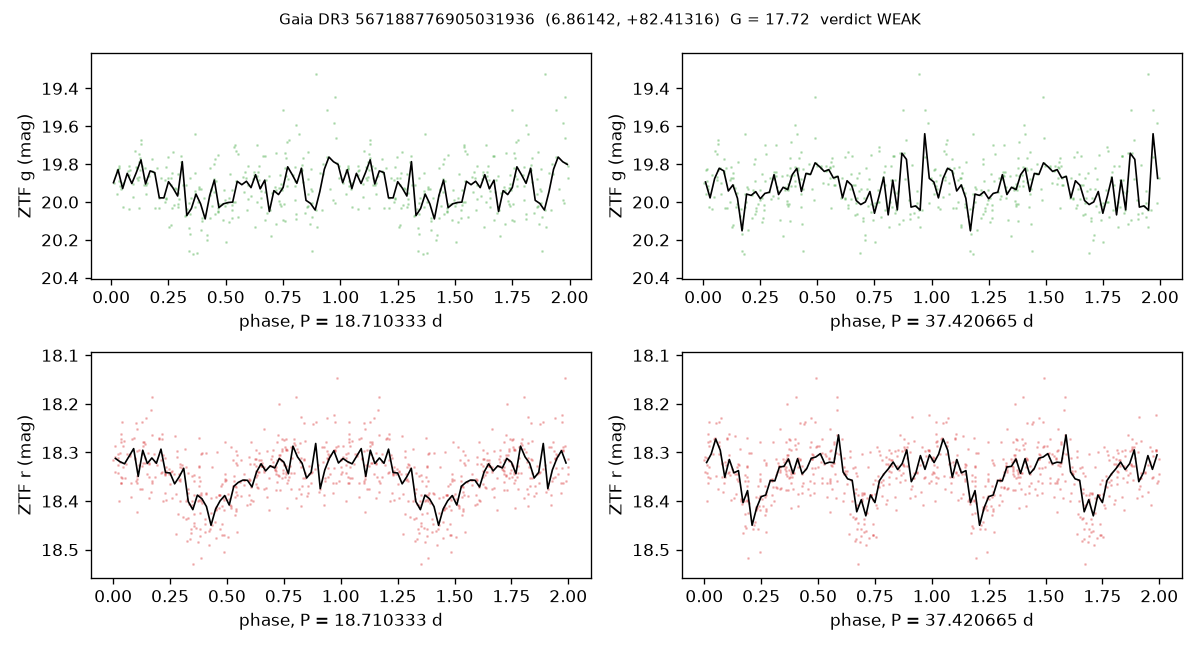 Gaia DR3 567188776905031936  (6.86142, +82.41316)  G = 17.72  verdict WEAK
ZTF g (mag)
19.4
19.6
19.8
20.0
20.2
20.4
0.00 0.25 0.50 0.75 1.00 1.25 1.50 1.75 2.00
phase, P = 18.710333 d
ZTF g (mag)
19.4
19.6
19.8
20.0
20.2
20.4
0.00 0.25 0.50 0.75 1.00 1.25 1.50 1.75 2.00
phase, P = 37.420665 d
ZTF r (mag)
18.1
18.2
18.3
18.4
18.5
0.00 0.25 0.50 0.75 1.00 1.25 1.50 1.75 2.00
phase, P = 18.710333 d
ZTF r (mag)
18.1
18.2
18.3
18.4
18.5
0.00 0.25 0.50 0.75 1.00 1.25 1.50 1.75 2.00
phase, P = 37.420665 d